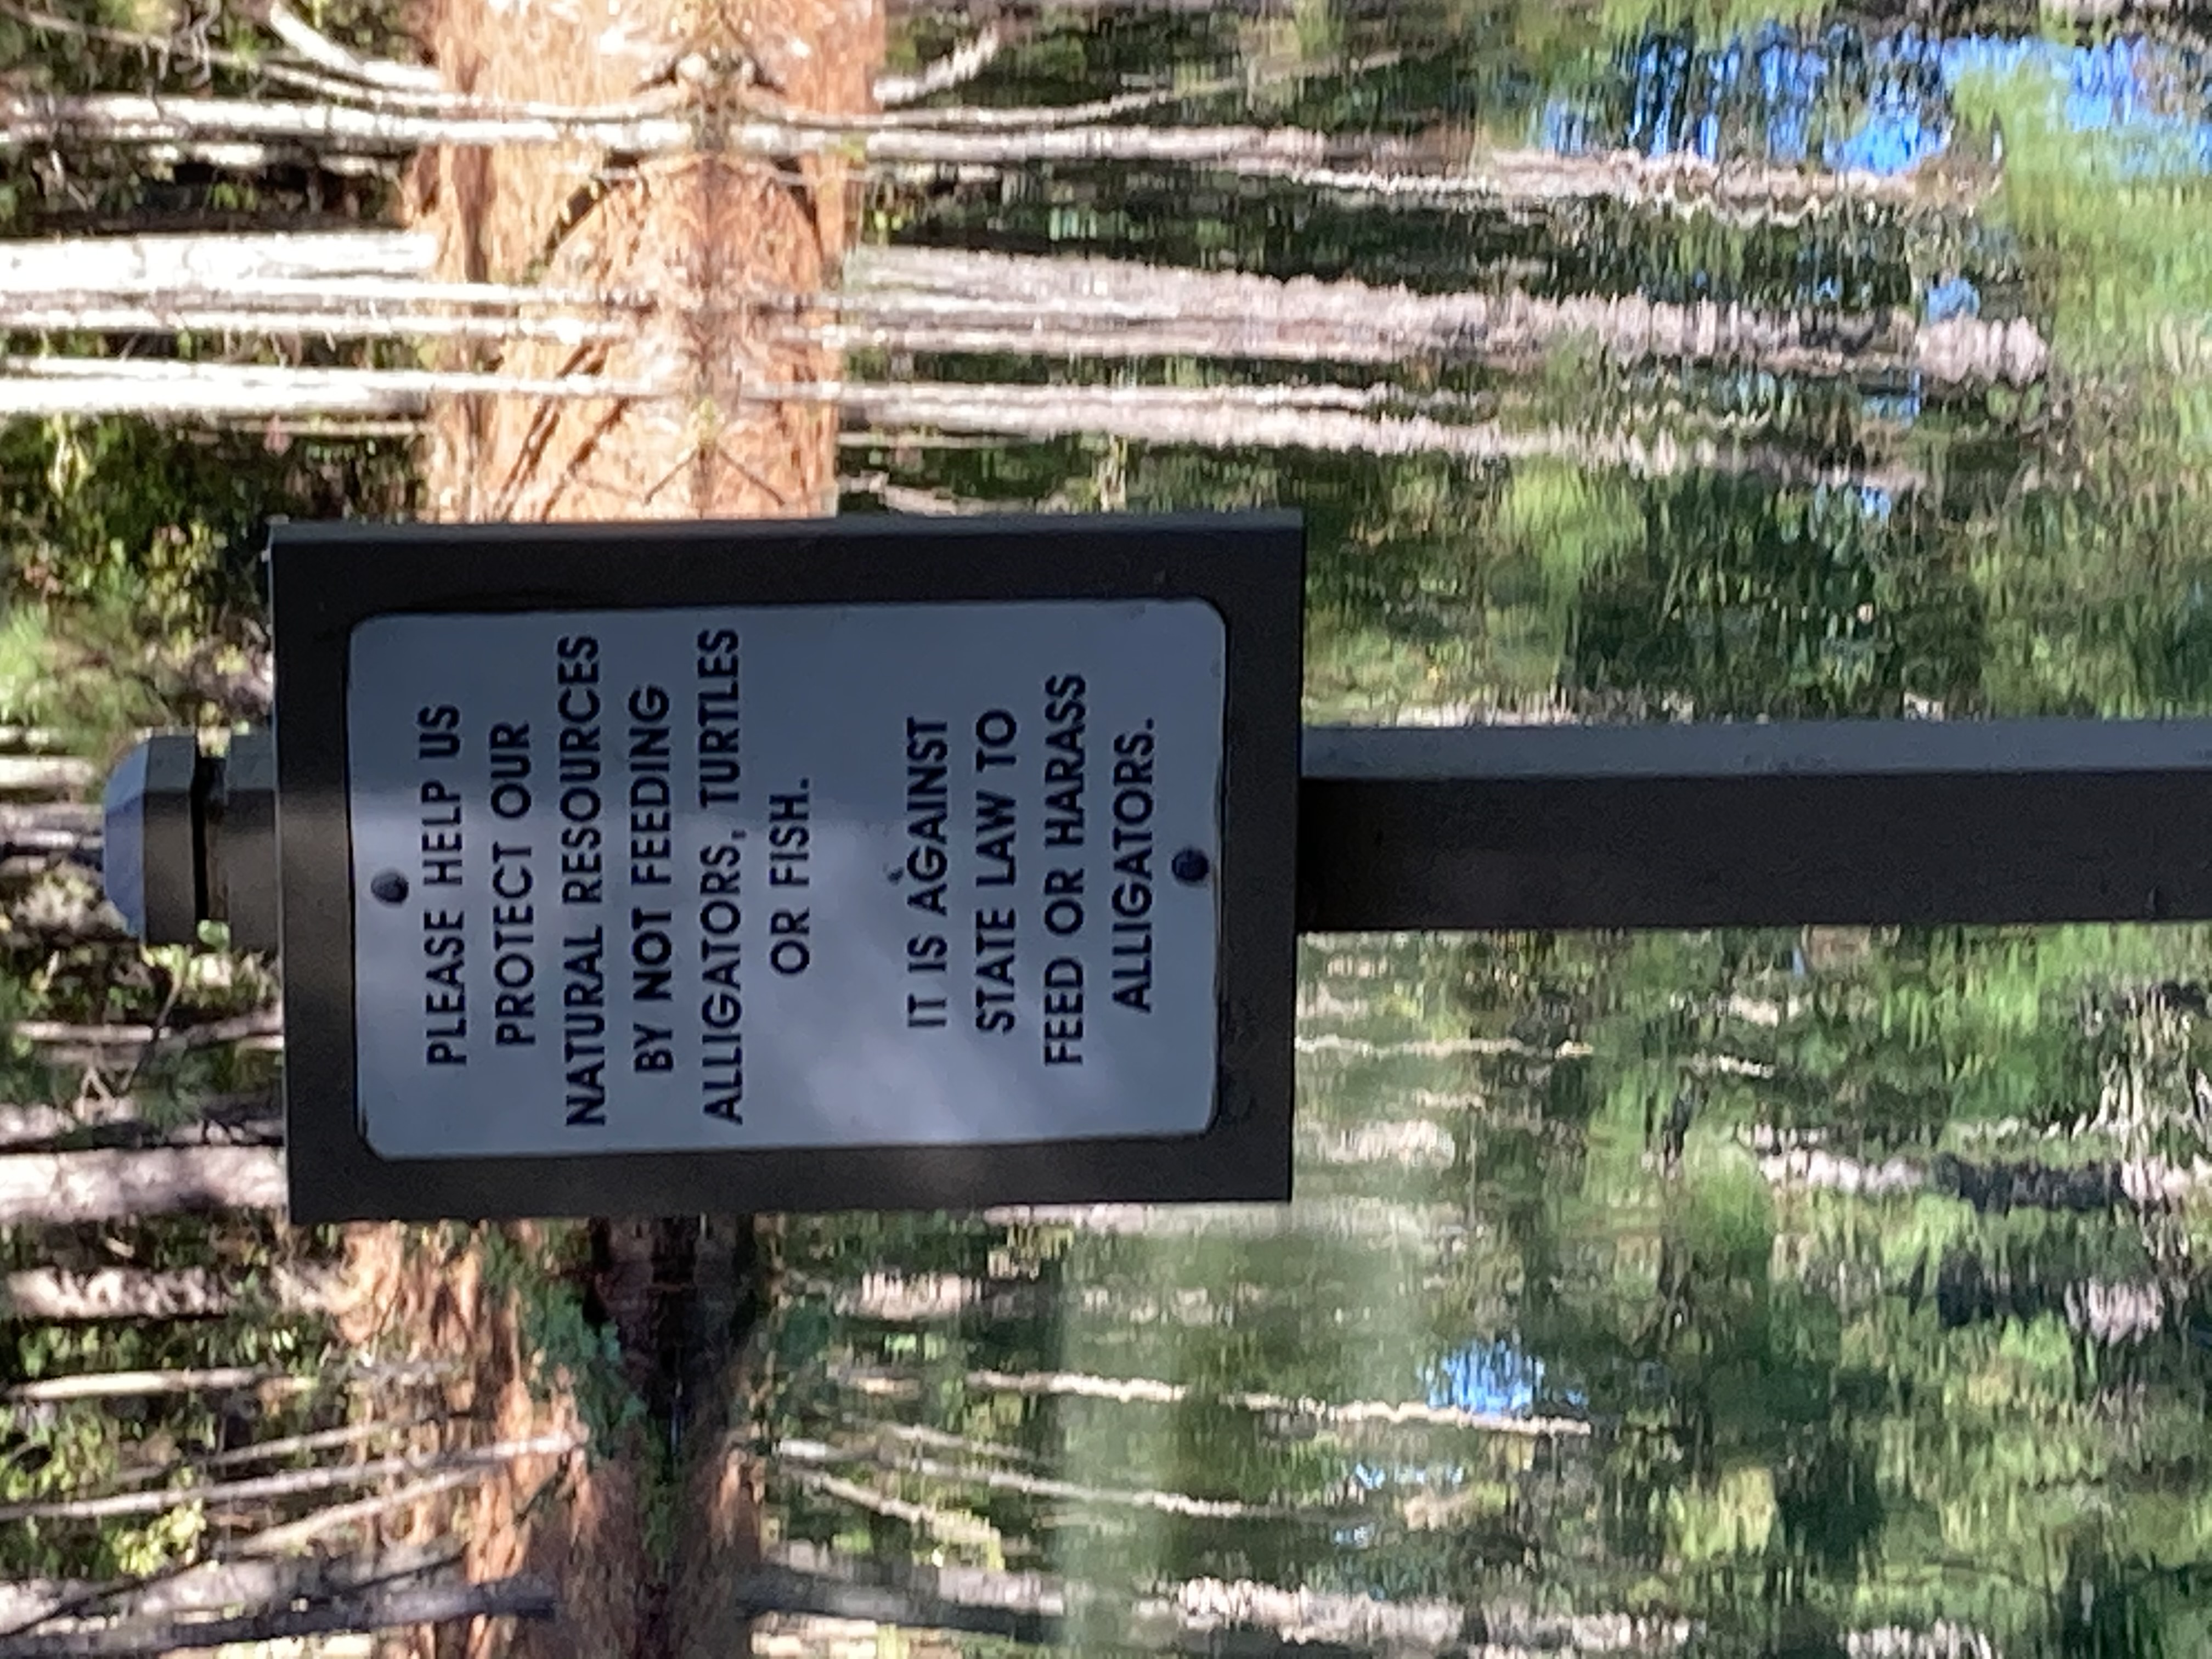 PLEASE HELP US
PROTECT OUR
NATURAL RESOURCES
BY NOT FEEDING
ALLIGATORS, TURTLES
OR FISH.
IT IS AGAINST
STATE LAW TO
FEED OR HARASS
ALLIGATORS.